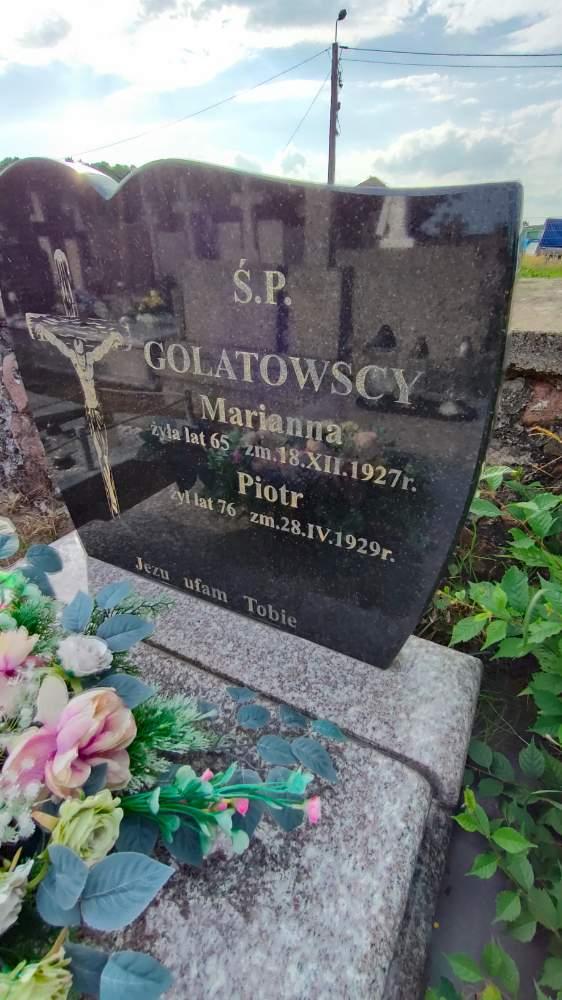 Ś.P.
GOLATOWSCY
Marianna
żyła lat 65 zm.18.XII.1927r.
Piotr
żył lat 76 zm.28.IV.1929r.
Jezu ufam Tobie